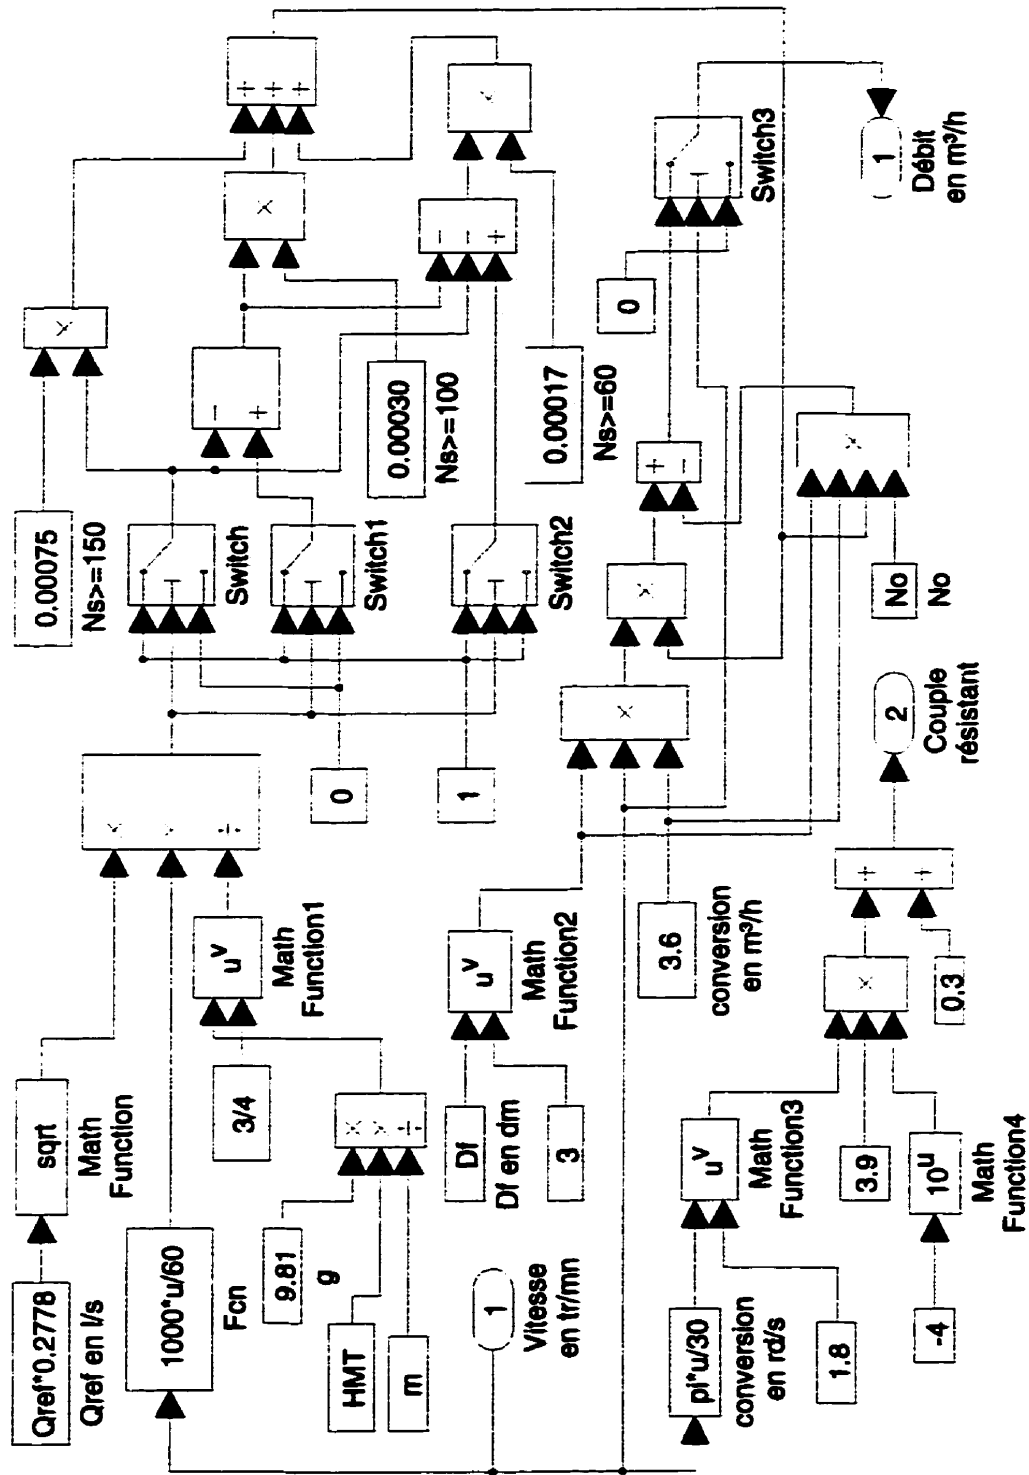 Qref*0.2778
Qref en l/s
sqrt
Math
Function
1000*u/60
Fcn
9.81
g
HMT
m
3/4
u^v
Math
Function1
×
÷
0.00075
Ns>=150
Switch
Switch1
Switch2
0
1
0.00030
Ns>=100
0.00017
Ns>=60
1
Vitesse
en tr/mn
Df
Df en dm
3
u^v
Math
Function2
3.6
conversion
en m³/h
0
Switch3
1
Débit
en m³/h
No
No
pi*u/30
conversion
en rd/s
1.8
u^v
Math
Function3
3.9
-4
10^u
Math
Function4
0.3
2
Couple
résistant